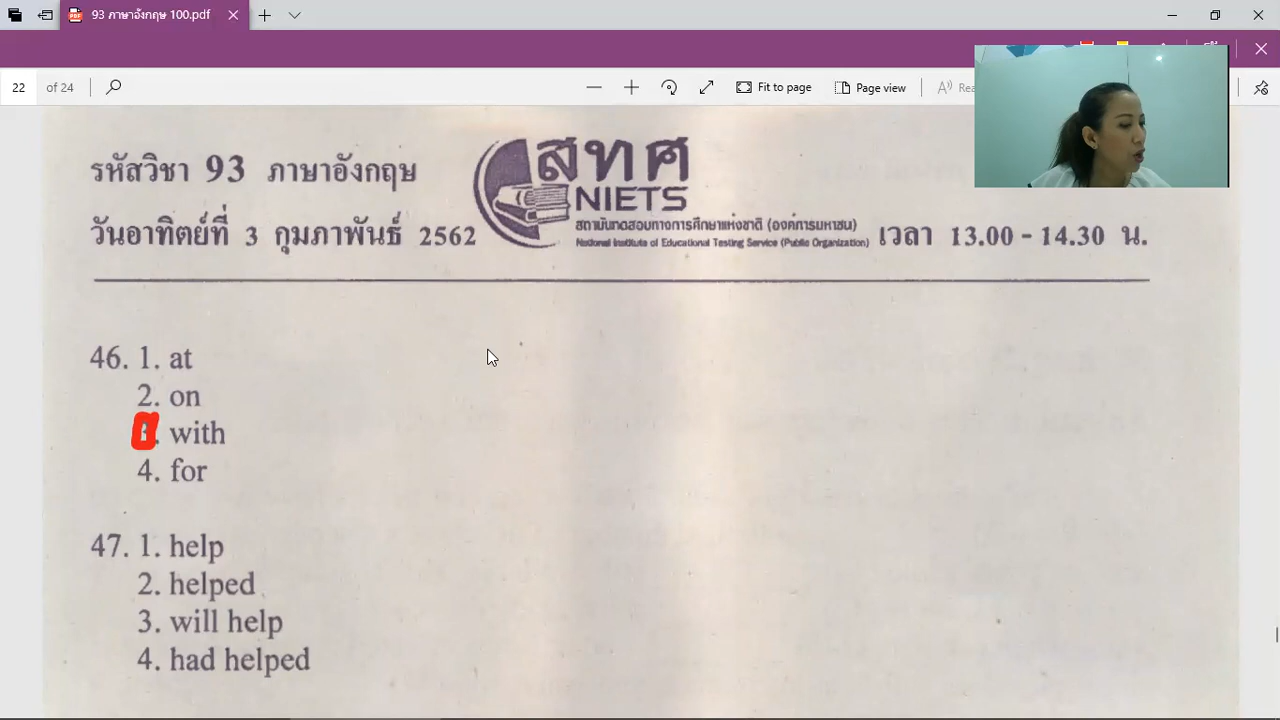 93 ภาษาอังกฤษ 100.pdf
22 of 24
Fit to page
Page view
รหัสวิชา 93 ภาษาอังกฤษ
สทศ
NIETS
สถาบันทดสอบทางการศึกษาแห่งชาติ (องค์การมหาชน)
National Institute of Educational Testing Service (Public Organization)
วันอาทิตย์ที่ 3 กุมภาพันธ์ 2562
เวลา 13.00 - 14.30 น.
46. 1. at
2. on
3. with
4. for
47. 1. help
2. helped
3. will help
4. had helped